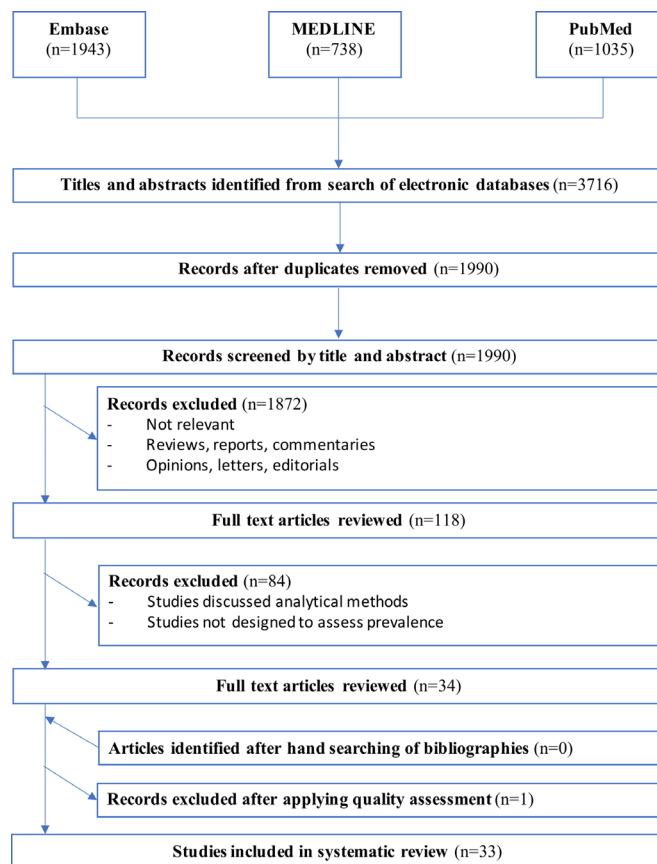 Embase
(n=1943)
MEDLINE
(n=738)
PubMed
(n=1035)
Titles and abstracts identified from search of electronic databases (n=3716)
Records after duplicates removed (n=1990)
Records screened by title and abstract (n=1990)
Records excluded (n=1872)
- Not relevant
- Reviews, reports, commentaries
- Opinions, letters, editorials
Full text articles reviewed (n=118)
Records excluded (n=84)
- Studies discussed analytical methods
- Studies not designed to assess prevalence
Full text articles reviewed (n=34)
Articles identified after hand searching of bibliographies (n=0)
Records excluded after applying quality assessment (n=1)
Studies included in systematic review (n=33)